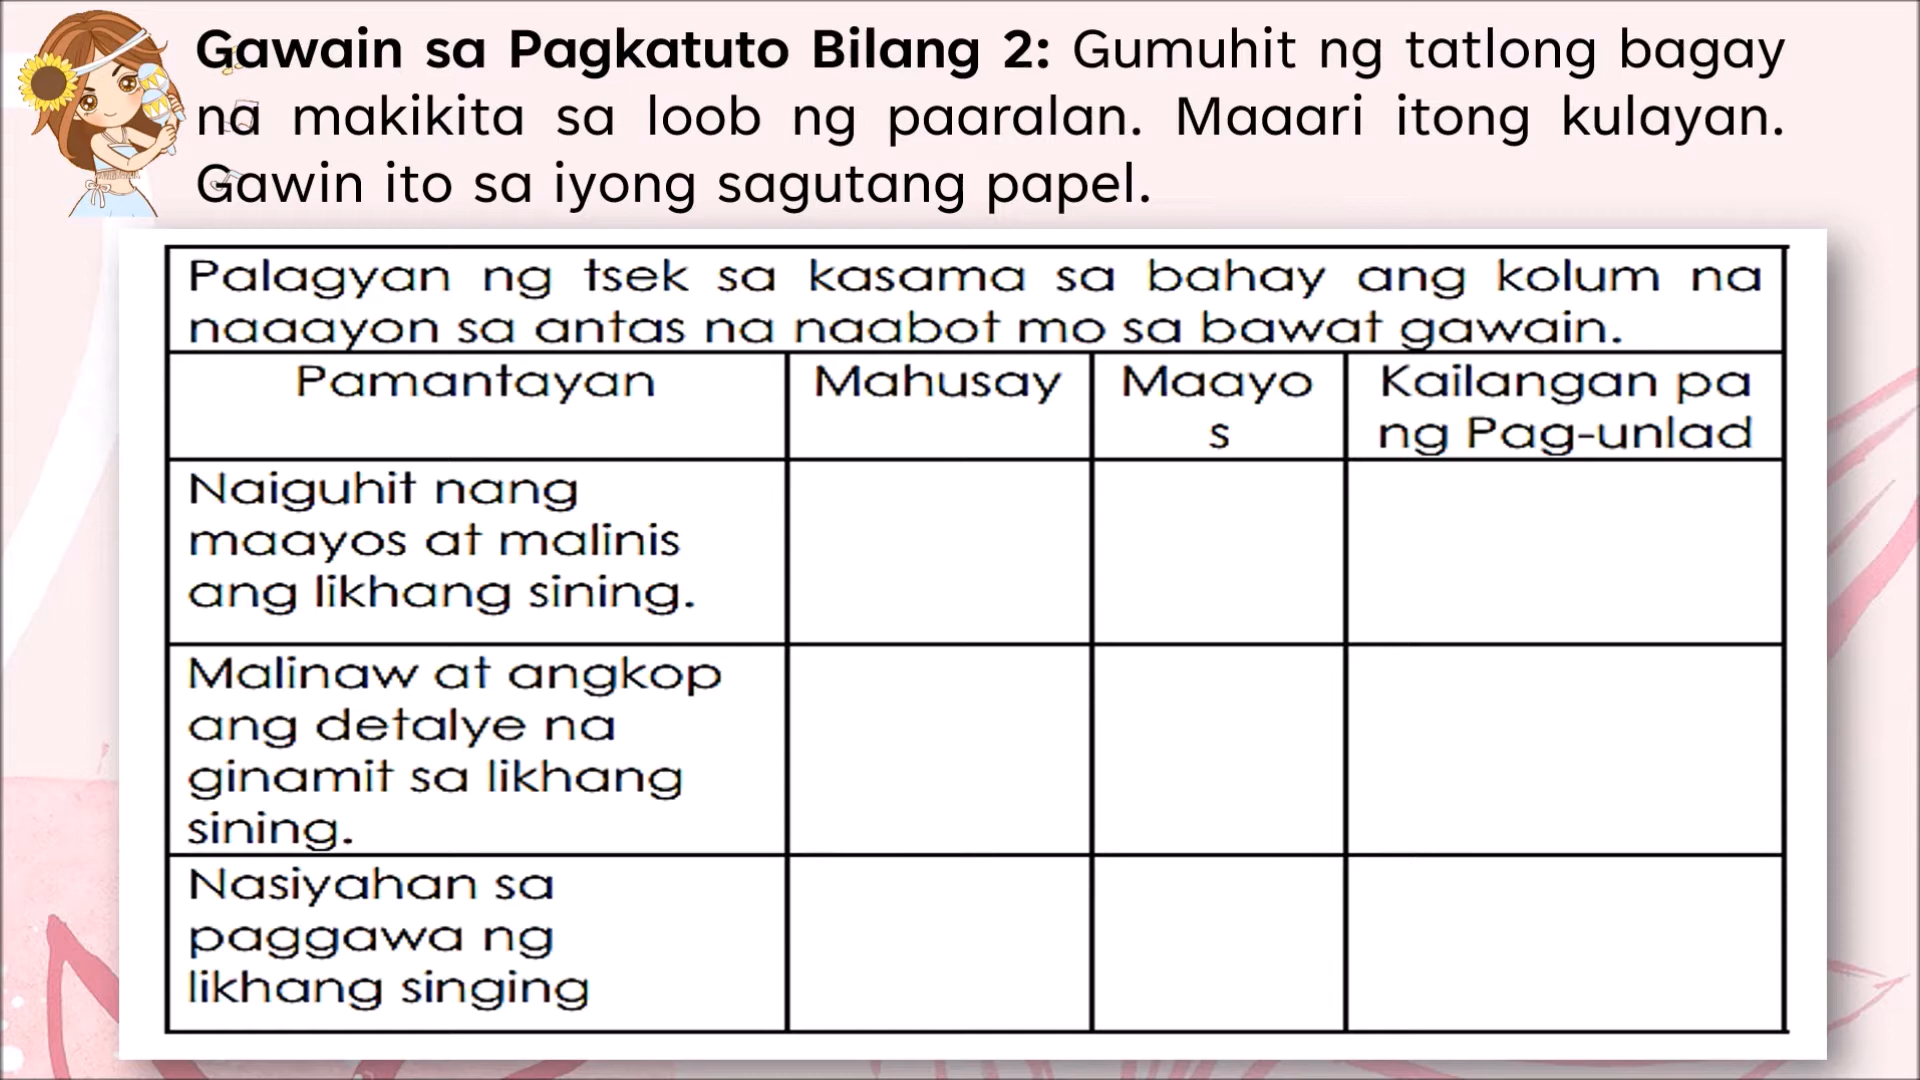 Gawain sa Pagkatuto Bilang 2: Gumuhit ng tatlong bagay
na makikita sa loob ng paaralan. Maaari itong kulayan.
Gawin ito sa iyong sagutang papel.
Palagyan ng tsek sa kasama sa bahay ang kolum na
naaayon sa antas na naabot mo sa bawat gawain.
Pamantayan
Mahusay
Maayo
s
Kailangan pa
ng Pag-unlad
Naiguhit nang
maayos at malinis
ang likhang sining.
Malinaw at angkop
ang detalye na
ginamit sa likhang
sining.
Nasiyahan sa
paggawa ng
likhang singing